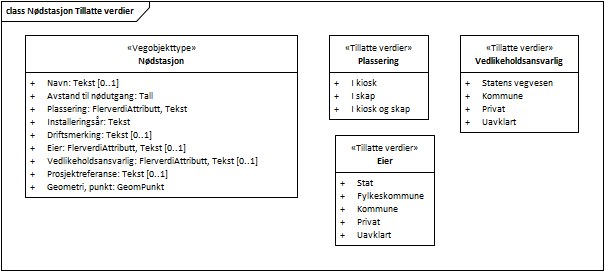 class Nødstasjon Tillatte verdier
«Vegobjekttype»
Nødstasjon
+ Navn: Tekst [0..1]
+ Avstand til nødutgang: Tall
+ Plassering: FlerverdiAttributt, Tekst
+ Installeringsår: Tekst
+ Driftsmerking: Tekst [0..1]
+ Eier: FlerverdiAttributt, Tekst [0..1]
+ Vedlikeholdsansvarlig: FlerverdiAttributt, Tekst [0..1]
+ Prosjektreferanse: Tekst [0..1]
+ Geometri, punkt: GeomPunkt
«Tillatte verdier»
Plassering
+ I kiosk
+ I skap
+ I kiosk og skap
«Tillatte verdier»
Vedlikeholdsansvarlig
+ Statens vegvesen
+ Kommune
+ Privat
+ Uavklart
«Tillatte verdier»
Eier
+ Stat
+ Fylkeskommune
+ Kommune
+ Privat
+ Uavklart